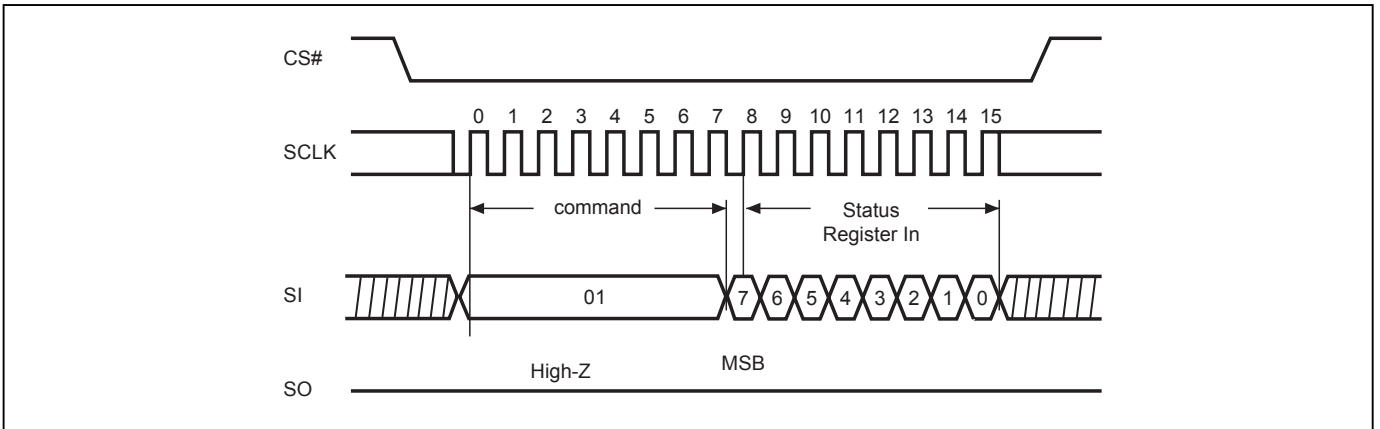 CS#
0 1 2 3 4 5 6 7 8 9 10 11 12 13 14 15
SCLK
command
Status
Register In
SI
01
7 6 5 4 3 2 1 0
High-Z
MSB
SO